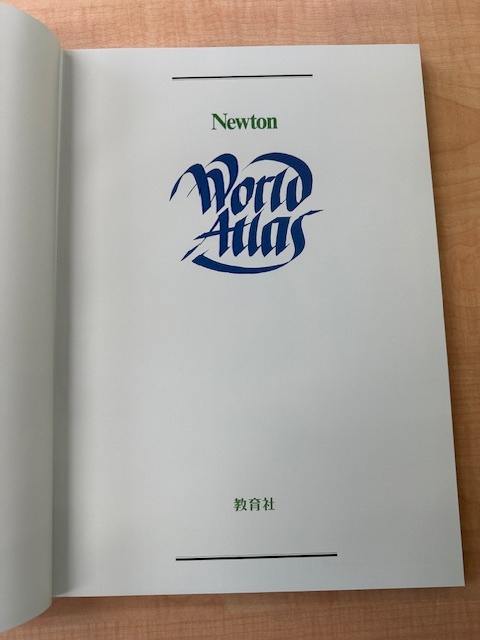 Newton
World
Atlas
教育社